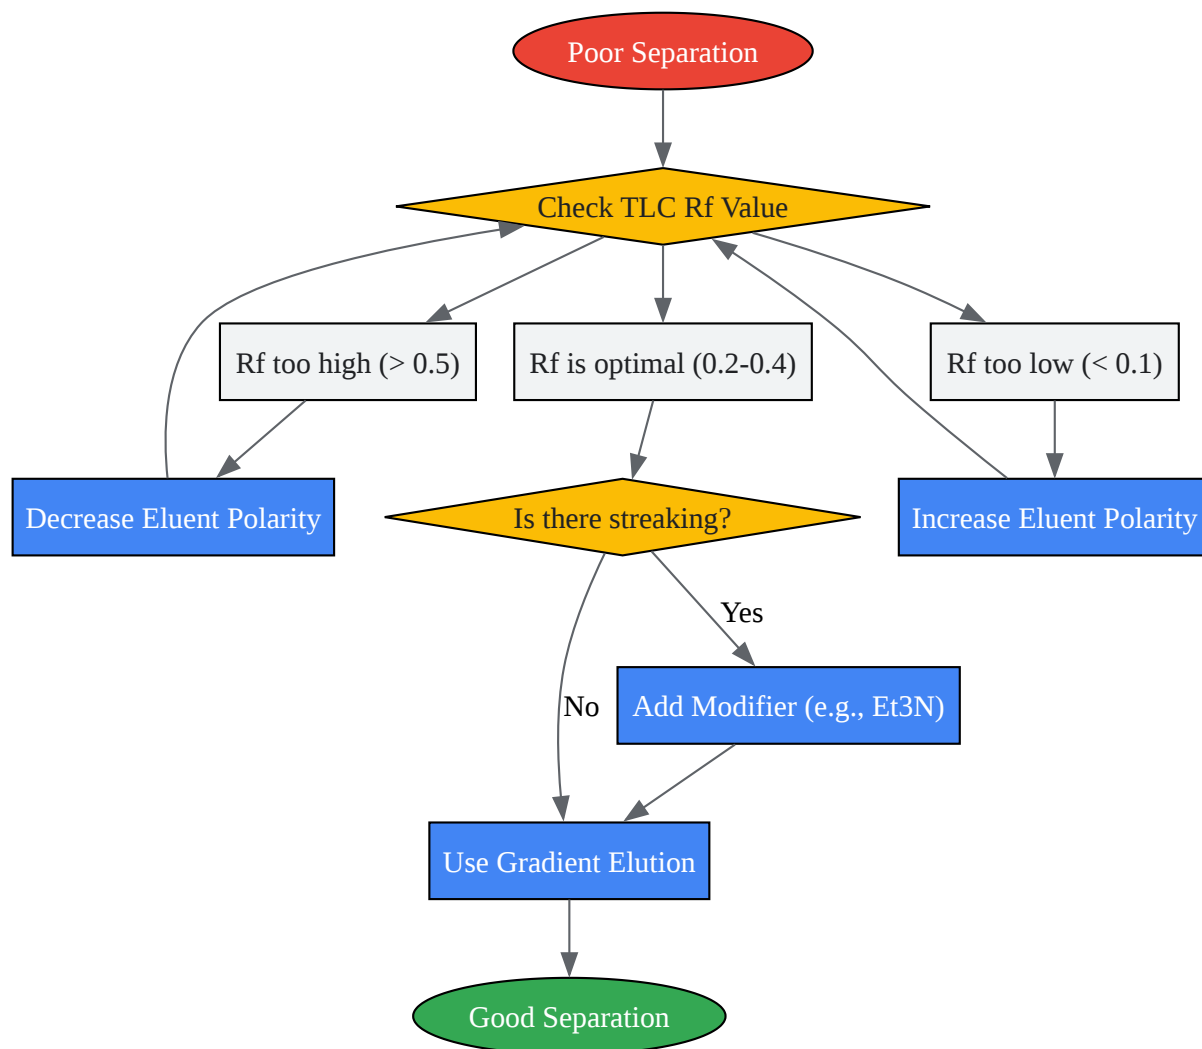 Poor Separation
Check TLC Rf Value
Rf too high (> 0.5)
Rf is optimal (0.2-0.4)
Rf too low (< 0.1)
Decrease Eluent Polarity
Is there streaking?
Increase Eluent Polarity
Yes
No
Add Modifier (e.g., Et3N)
Use Gradient Elution
Good Separation